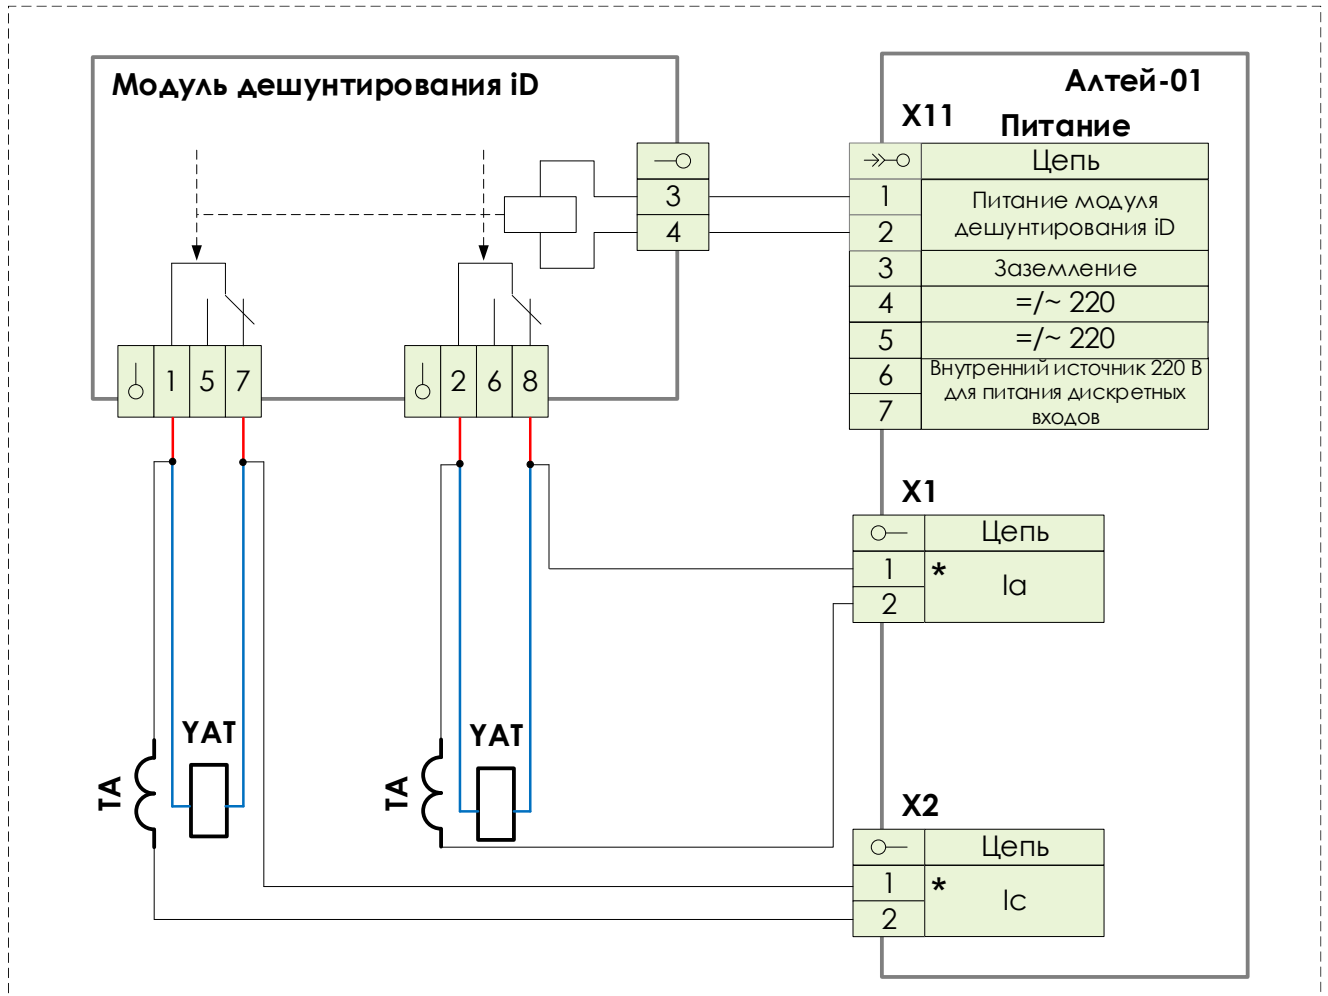 Модуль дешунтирования iD
Алтей-01
X11
Питание
Цепь
1
Питание модуля
дешунтирования iD
2
3
Заземление
4
=/~ 220
5
=/~ 220
6
7
Внутренний источник 220 В
для питания дискретных
входов
3
4
1 5 7
2 6 8
X1
Цепь
1
*
Ia
2
YAT
TA
YAT
TA
X2
Цепь
1
*
Ic
2